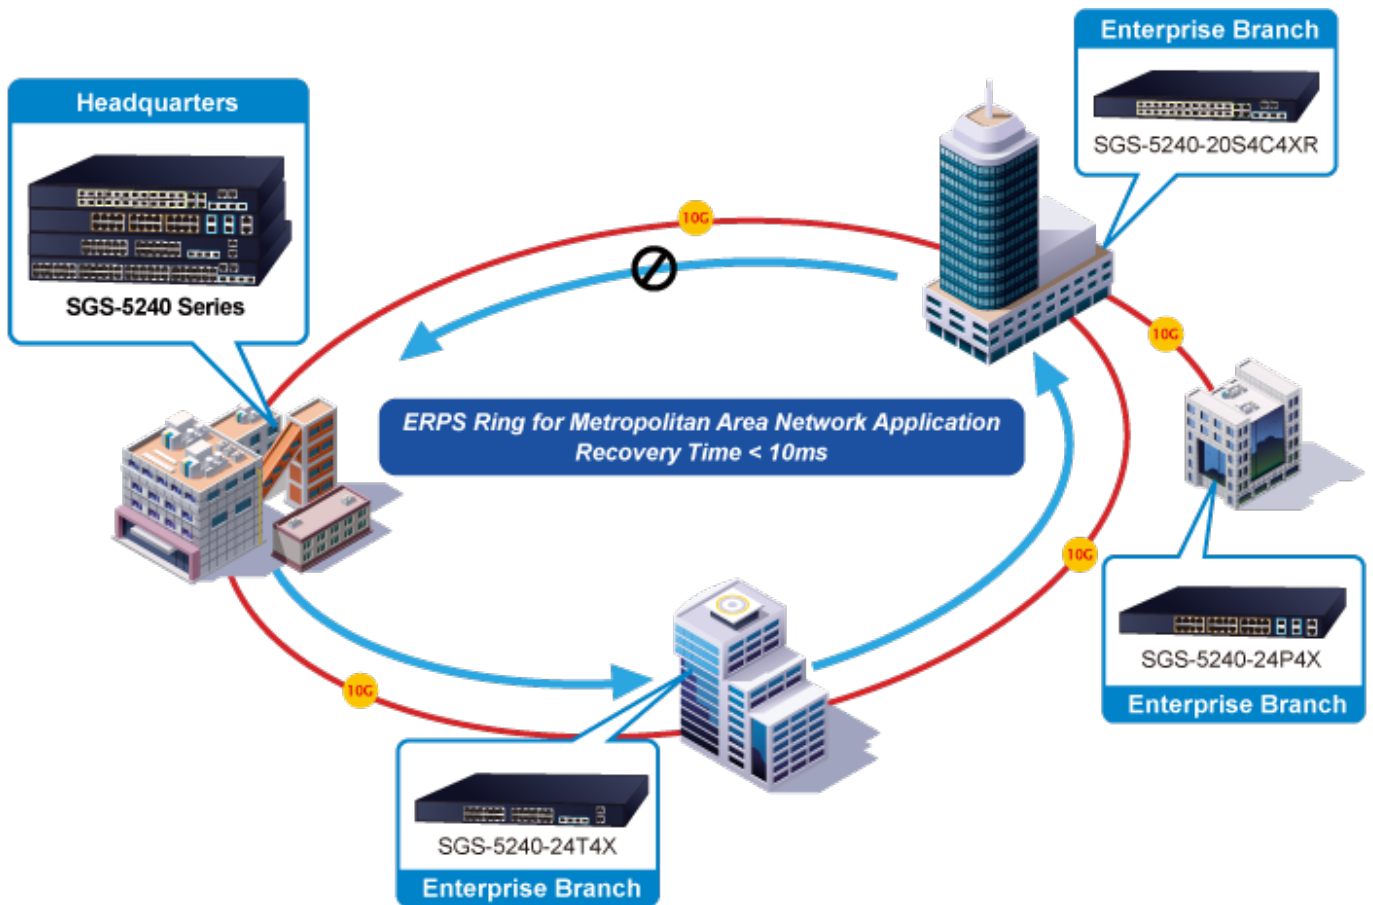 Enterprise Branch
SGS-5240-20S4C4XR
Headquarters
SGS-5240 Series
10G
10G
ERPS Ring for Metropolitan Area Network Application
Recovery Time < 10ms
10G
SGS-5240-24P4X
Enterprise Branch
10G
SGS-5240-24T4X
Enterprise Branch